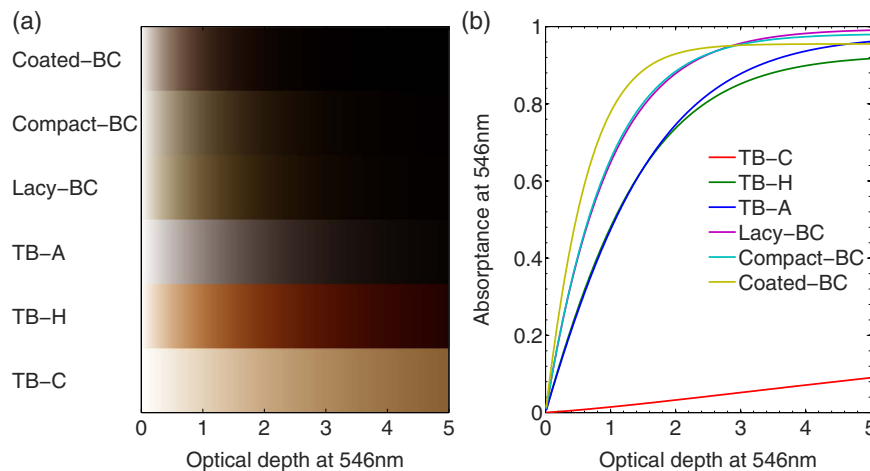 (a)
Coated−BC
Compact−BC
Lacy−BC
TB−A
TB−H
TB−C
0 1 2 3 4 5
Optical depth at 546nm
(b)
Absorptance at 546nm
1
0.8
0.6
0.4
0.2
0
TB−C
TB−H
TB−A
Lacy−BC
Compact−BC
Coated−BC
0 1 2 3 4 5
Optical depth at 546nm